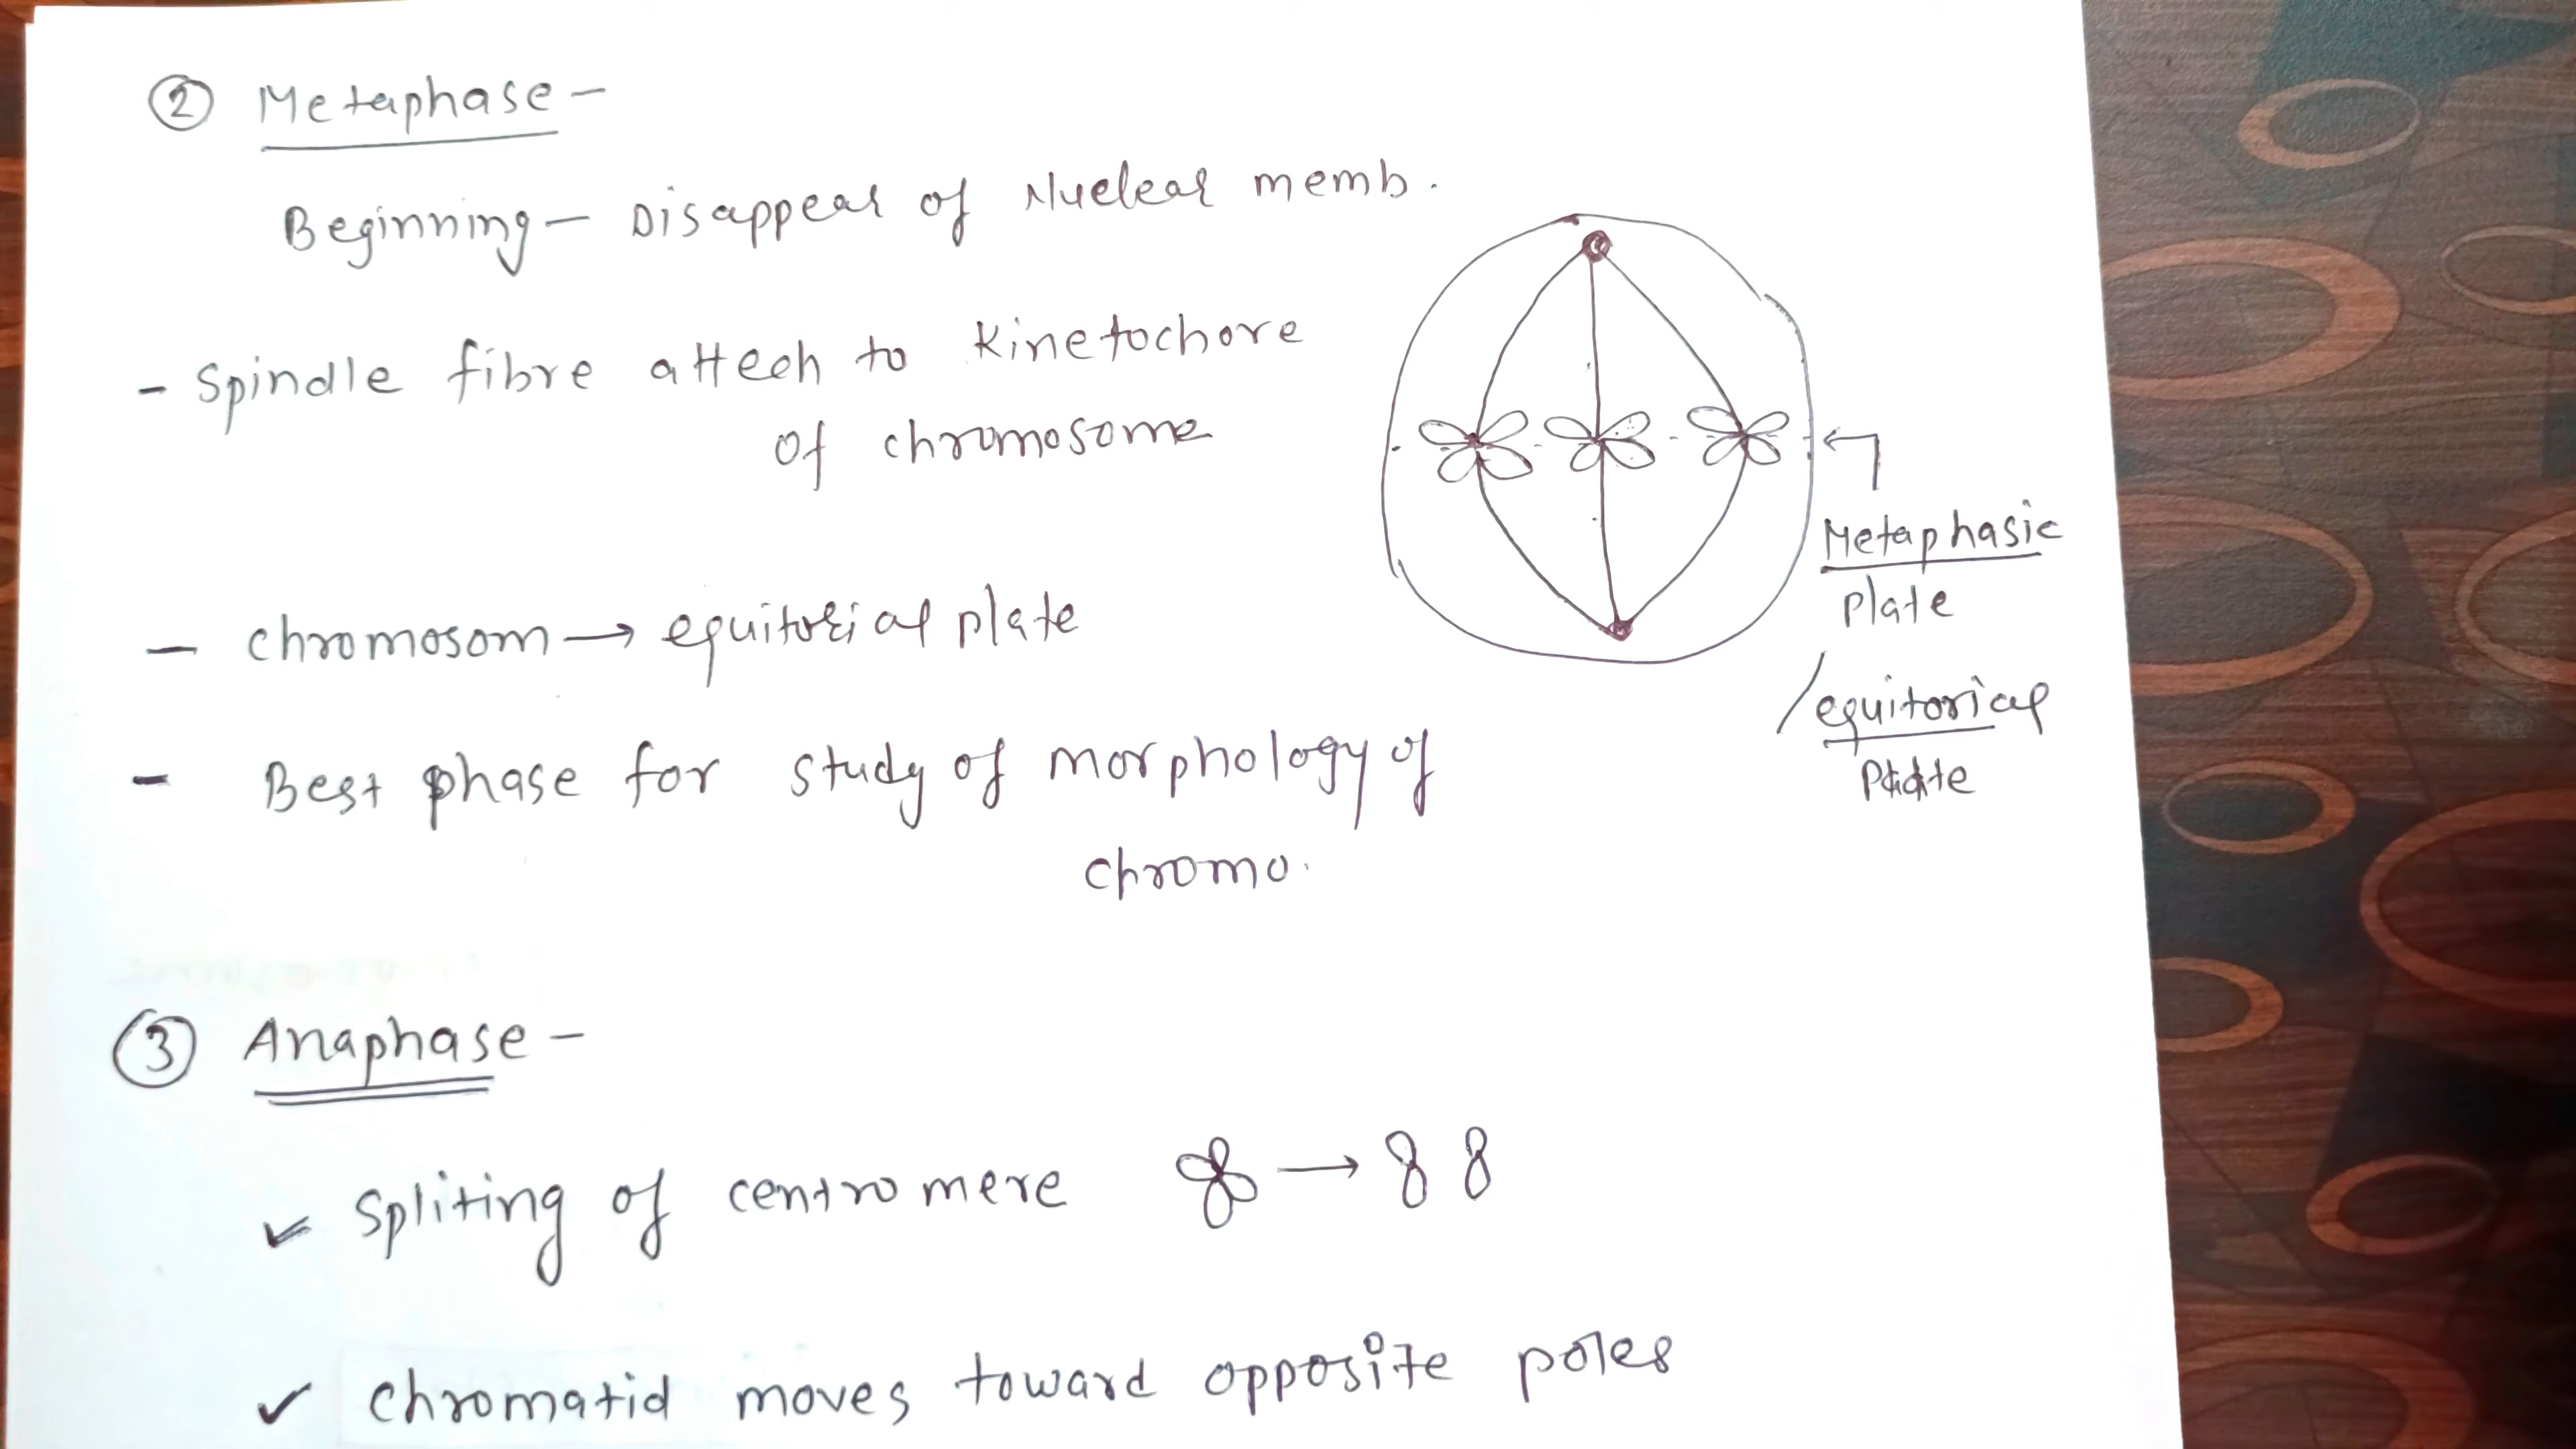 ② Metaphase -
Beginning - Disappear of Nuclear memb.
- Spindle fibre attech to kinetochore
of chromosome
- chromosom → equitorial plate
- Best phase for study of morphology of
chromo.
Metaphasic
plate
/equitorial
Plate
③ Anaphase -
✓ Spliting of centromere →
✓ chromatid moves toward opposite poles